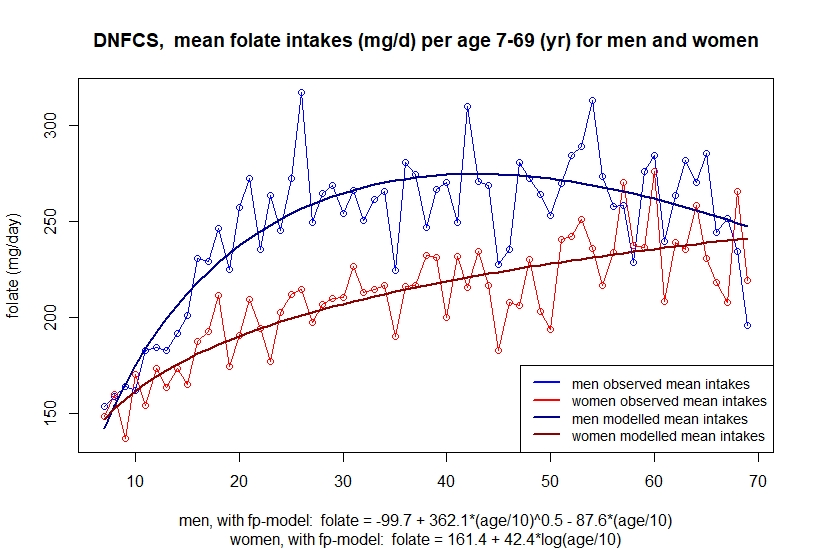 DNFCS,  mean folate intakes (mg/d) per age 7-69 (yr) for men and women
folate (mg/day)
300
250
200
150
men observed mean intakes
women observed mean intakes
men modelled mean intakes
women modelled mean intakes
10 20 30 40 50 60 70
men, with fp-model:  folate = -99.7 + 362.1*(age/10)^0.5 - 87.6*(age/10)
women, with fp-model:  folate = 161.4 + 42.4*log(age/10)